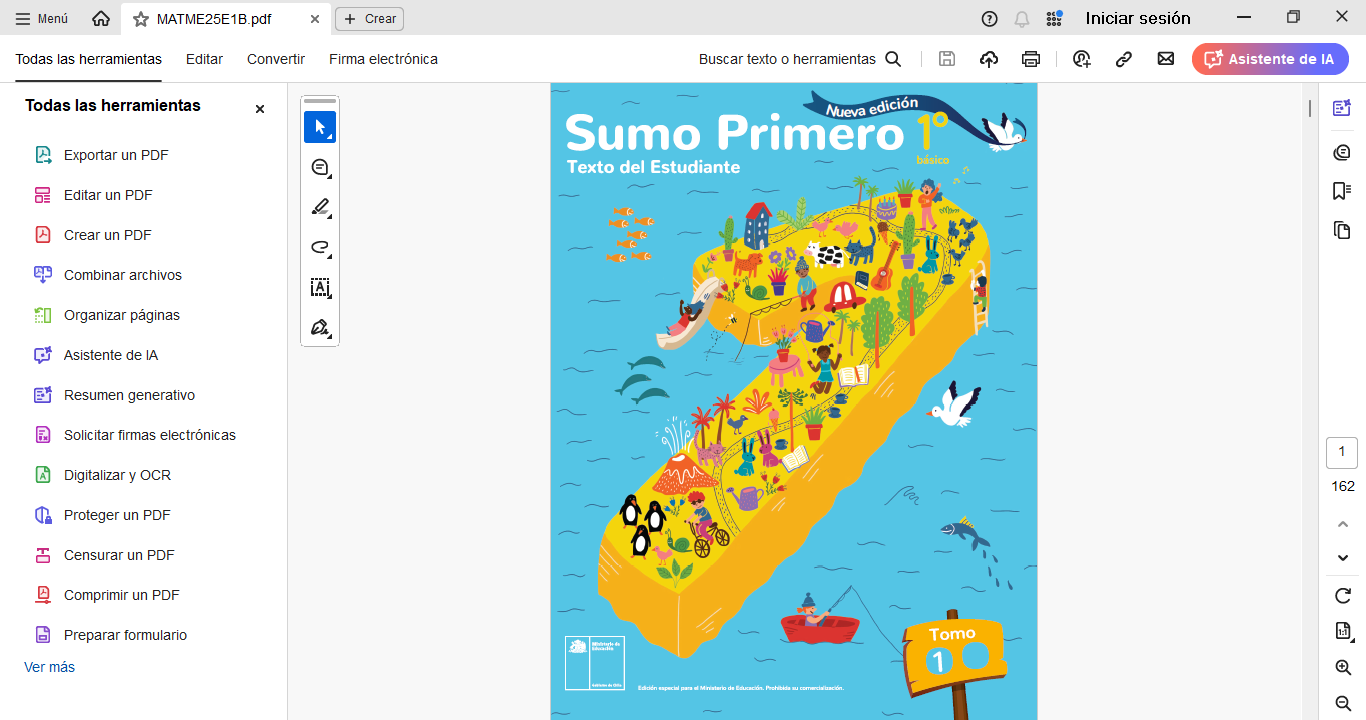 Menú
MATME25E1B.pdf
Crear
Iniciar sesión
Todas las herramientas
Editar
Convertir
Firma electrónica
Buscar texto o herramientas
Asistente de IA
Todas las herramientas
Exportar un PDF
Editar un PDF
Crear un PDF
Combinar archivos
Organizar páginas
Asistente de IA
Resumen generativo
Solicitar firmas electrónicas
Digitalizar y OCR
Proteger un PDF
Censurar un PDF
Comprimir un PDF
Preparar formulario
Ver más
Nueva edición
Sumo Primero 1º
básico
Texto del Estudiante
Tomo
1
Ministerio de
Educación
Gobierno de Chile
Edición especial para el Ministerio de Educación. Prohibida su comercialización.
1
162